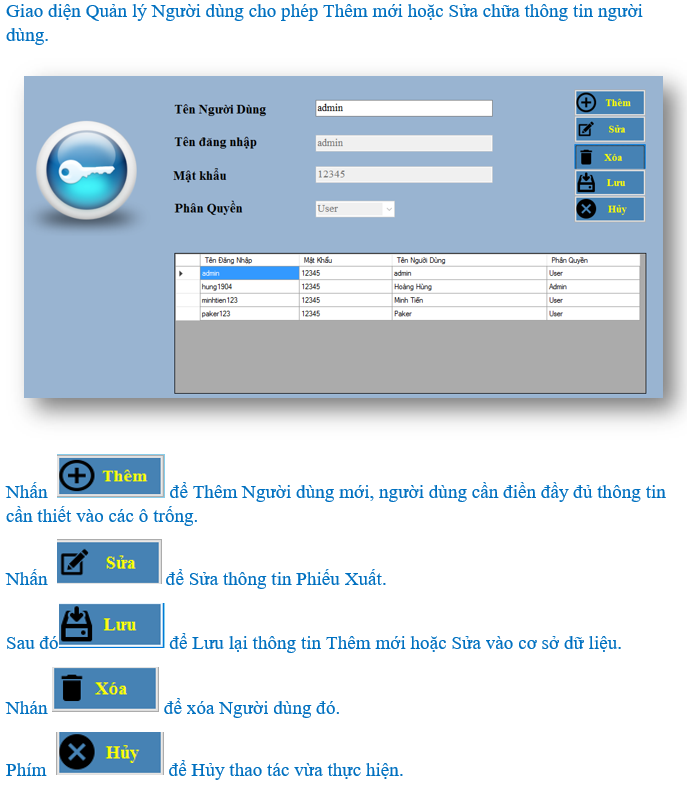 Giao diện Quản lý Người dùng cho phép Thêm mới hoặc Sửa chữa thông tin người
dùng.
Tên Người Dùng admin Thêm
Tên đăng nhập admin Sửa
Mật khẩu 12345 Xóa
Phân Quyền User Lưu
Hủy
Tên Đăng Nhập Mật Khẩu Tên Người Dùng Phân Quyền
admin 12345 admin User
hung1904 12345 Hoàng Hùng Admin
minhtien123 12345 Minh Tiến User
paker123 12345 Paker User
Nhấn Thêm để Thêm Người dùng mới, người dùng cần điền đầy đủ thông tin
cần thiết vào các ô trống.
Nhấn Sửa để Sửa thông tin Phiếu Xuất.
Sau đó Lưu để Lưu lại thông tin Thêm mới hoặc Sửa vào cơ sở dữ liệu.
Nhán Xóa để xóa Người dùng đó.
Phím Hủy để Hủy thao tác vừa thực hiện.